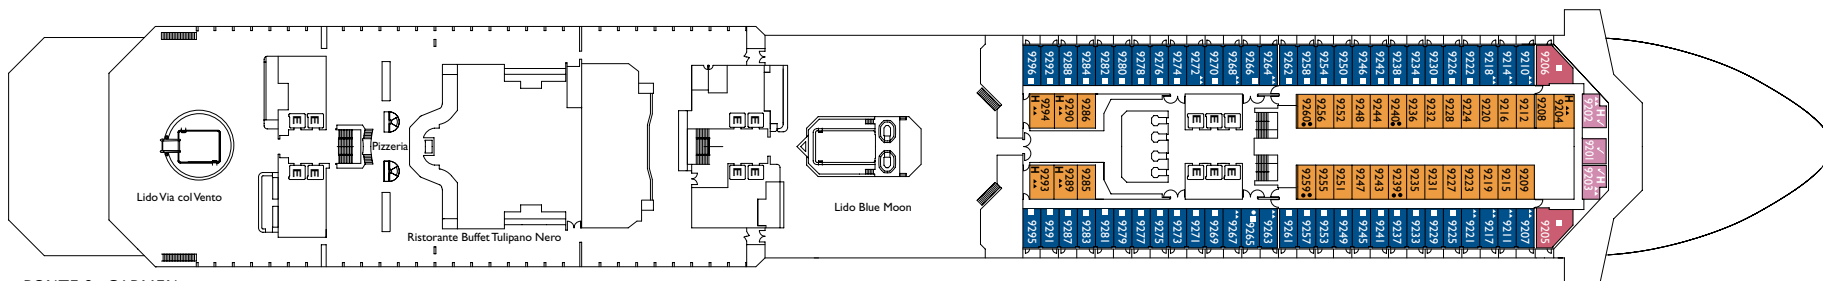 9296 9292 9288 9284 9282 9280 9278 9276 9274 9272 9270 9268 9266 9264 9262 9258 9254 9250 9246 9242 9238 9234 9230 9226 9222 9218 9214 9210 9206
H 9294 H 9290 9286 9260 9256 9252 9248 9244 9240 9236 9232 9228 9224 9220 9216 9212 9208 H 9204 H 9202
E E E E E E E
Pizzeria
9201
E E E E E E E
H 9293 H 9289 9285 9259 9255 9251 9247 9243 9239 9235 9231 9227 9223 9219 9215 9209 H 9203
Lido Via col Vento
Lido Blue Moon
Ristorante Buffet Tulipano Nero
9295 9291 9287 9283 9281 9279 9277 9275 9273 9271 9269 9267 9265 9263 9261 9257 9253 9249 9245 9241 9237 9233 9229 9225 9221 9217 9211 9207 9205